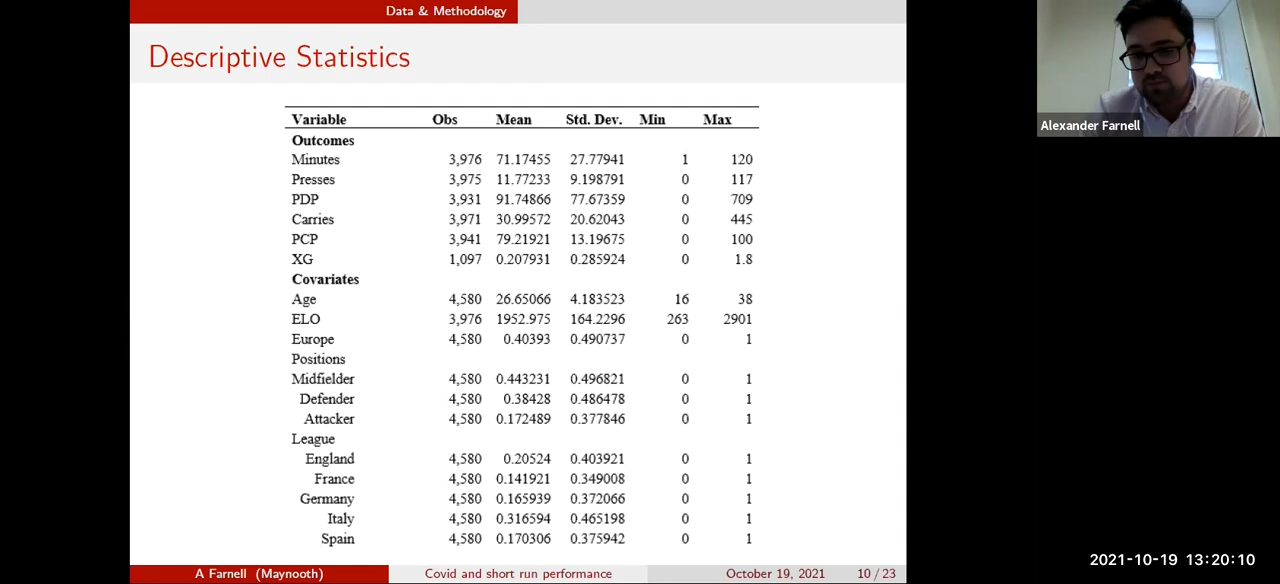 Data & Methodology
Descriptive Statistics
Variable Obs Mean Std. Dev. Min Max
Outcomes
Minutes 3,976 71.17455 27.77941 1 120
Presses 3,975 11.77233 9.198791 0 117
PDP 3,931 91.74866 77.67359 0 709
Carries 3,971 30.99572 20.62043 0 445
PCP 3,941 79.21921 13.19675 0 100
XG 1,097 0.207931 0.285924 0 1.8
Covariates
Age 4,580 26.65066 4.183523 16 38
ELO 3,976 1952.975 164.2296 263 2901
Europe 4,580 0.40393 0.490737 0 1
Positions
Midfielder 4,580 0.443231 0.496821 0 1
Defender 4,580 0.38428 0.486478 0 1
Attacker 4,580 0.172489 0.377846 0 1
League
England 4,580 0.20524 0.403921 0 1
France 4,580 0.141921 0.349008 0 1
Germany 4,580 0.165939 0.372066 0 1
Italy 4,580 0.316594 0.465198 0 1
Spain 4,580 0.170306 0.375942 0 1
A Farnell (Maynooth) Covid and short run performance October 19, 2021 10 / 23
Alexander Farnell
2021-10-19 13:20:10